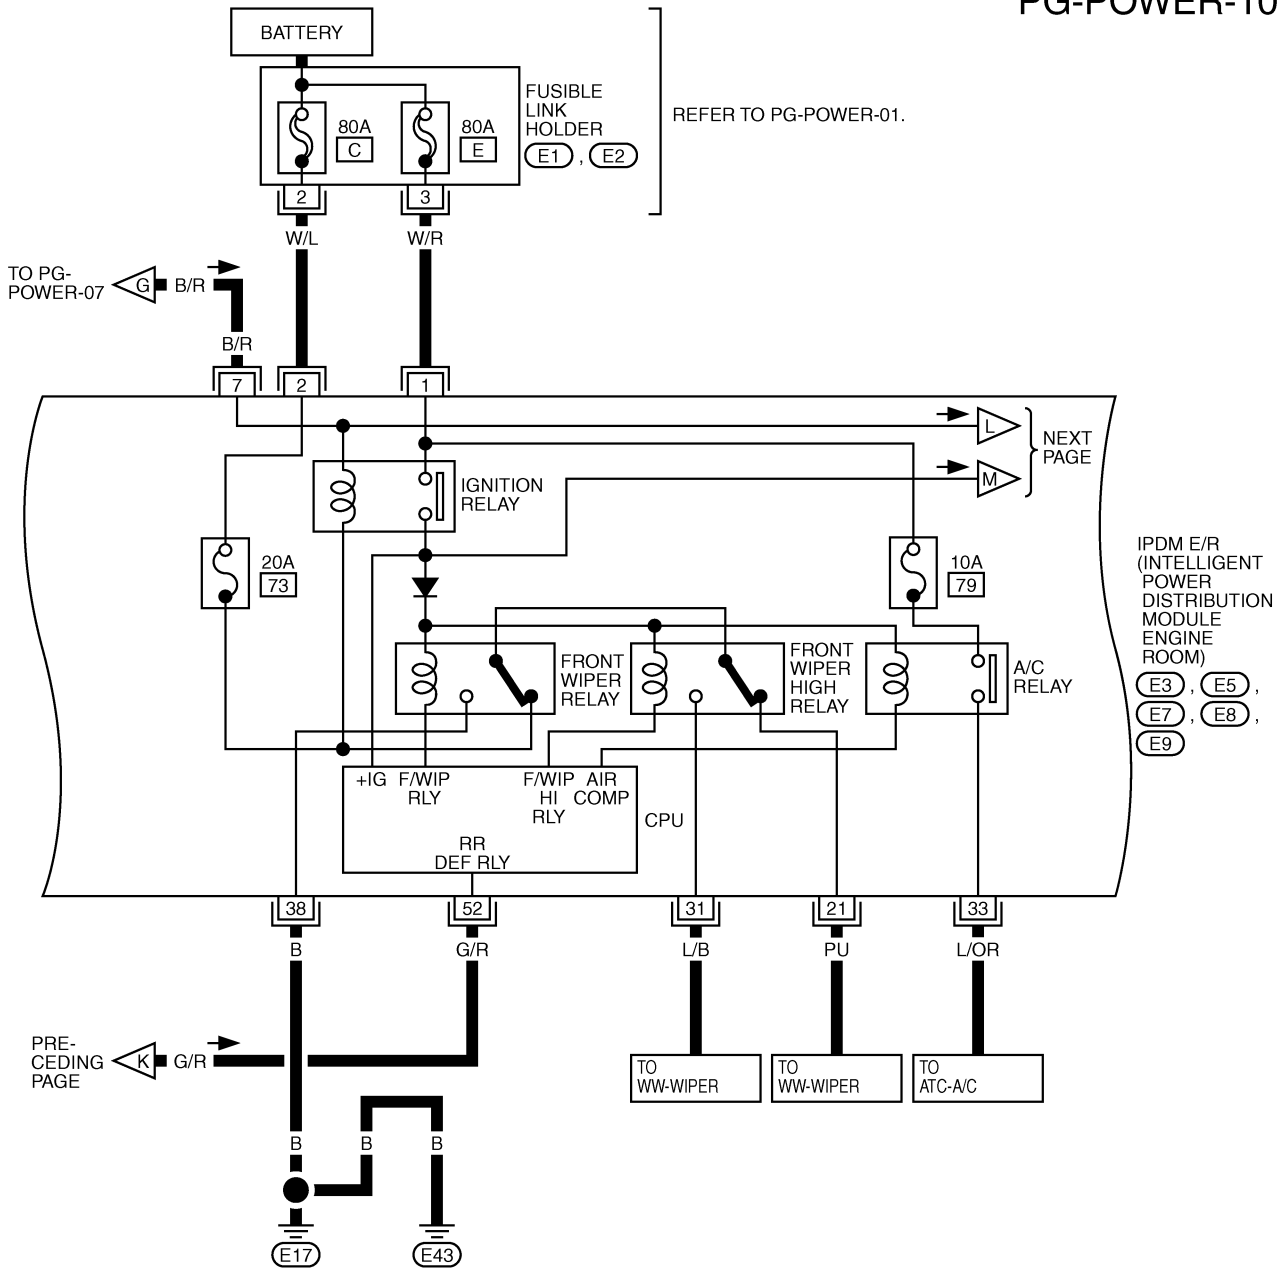 PG-POWER-10
BATTERY
FUSIBLE
LINK
HOLDER
E1 , E2
80A
C
80A
E
REFER TO PG-POWER-01.
2
3
W/L
W/R
TO PG-
POWER-07
G
B/R
B/R
7
2
1
L
M
NEXT
PAGE
IGNITION
RELAY
20A
73
10A
79
IPDM E/R
(INTELLIGENT
POWER
DISTRIBUTION
MODULE
ENGINE
ROOM)
E3 , E5 ,
E7 , E8 ,
E9
FRONT
WIPER
RELAY
FRONT
WIPER
HIGH
RELAY
A/C
RELAY
+IG
F/WIP
RLY
F/WIP
HI
RLY
AIR
COMP
CPU
RR
DEF RLY
38
52
31
21
33
B
G/R
L/B
PU
L/OR
PRE-
CEDING
PAGE
K
G/R
TO
WW-WIPER
TO
WW-WIPER
TO
ATC-A/C
B
B
B
E17
E43